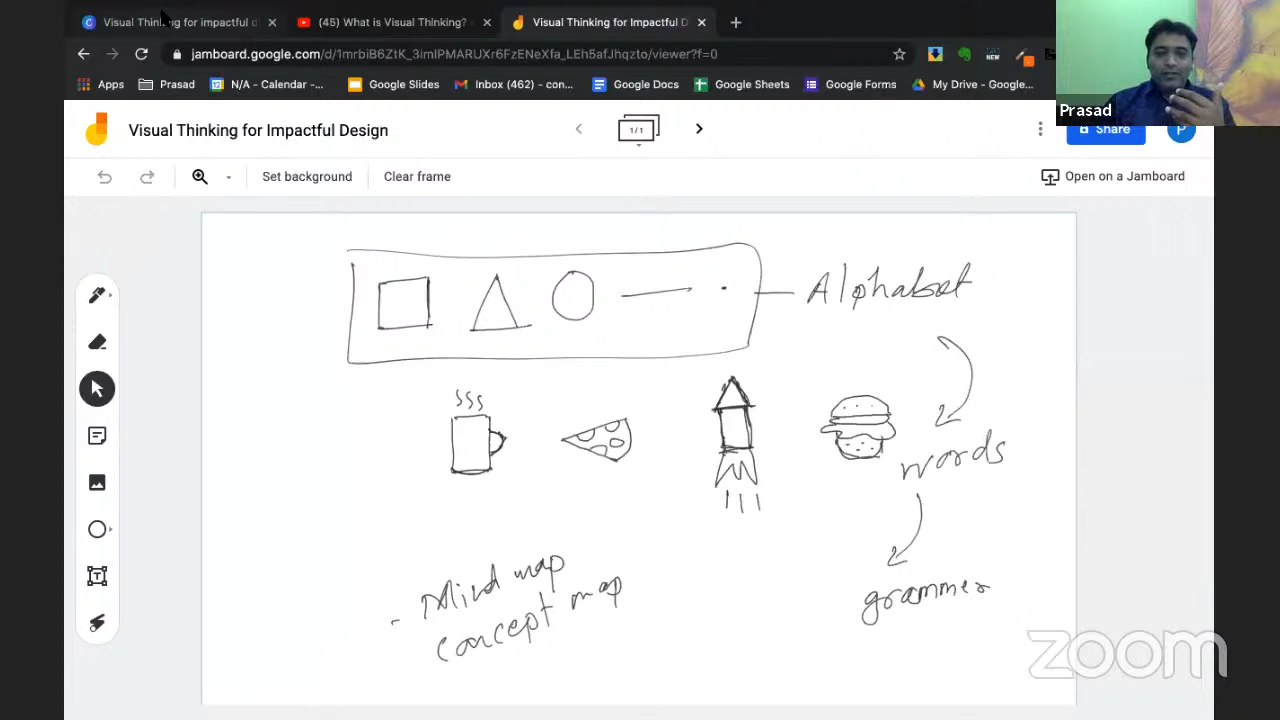 Visual Thinking for impactful d
(45) What is Visual Thinking?
Visual Thinking for Impactful D
jamboard.google.com/d/1mrbiB6ZtK_3imIPMARUXr6FzENeXfa_LEh5afJhqzto/viewer?f=0
NEW
Apps
Prasad
N/A - Calendar -...
Google Slides
Inbox (462) - con...
Google Docs
Google Sheets
Google Forms
My Drive - Google...
Prasad
Visual Thinking for Impactful Design
1/1
Share
P
Set background
Clear frame
Open on a Jamboard
Alphabet
words
- Mind map
concept map
grammer
zoom